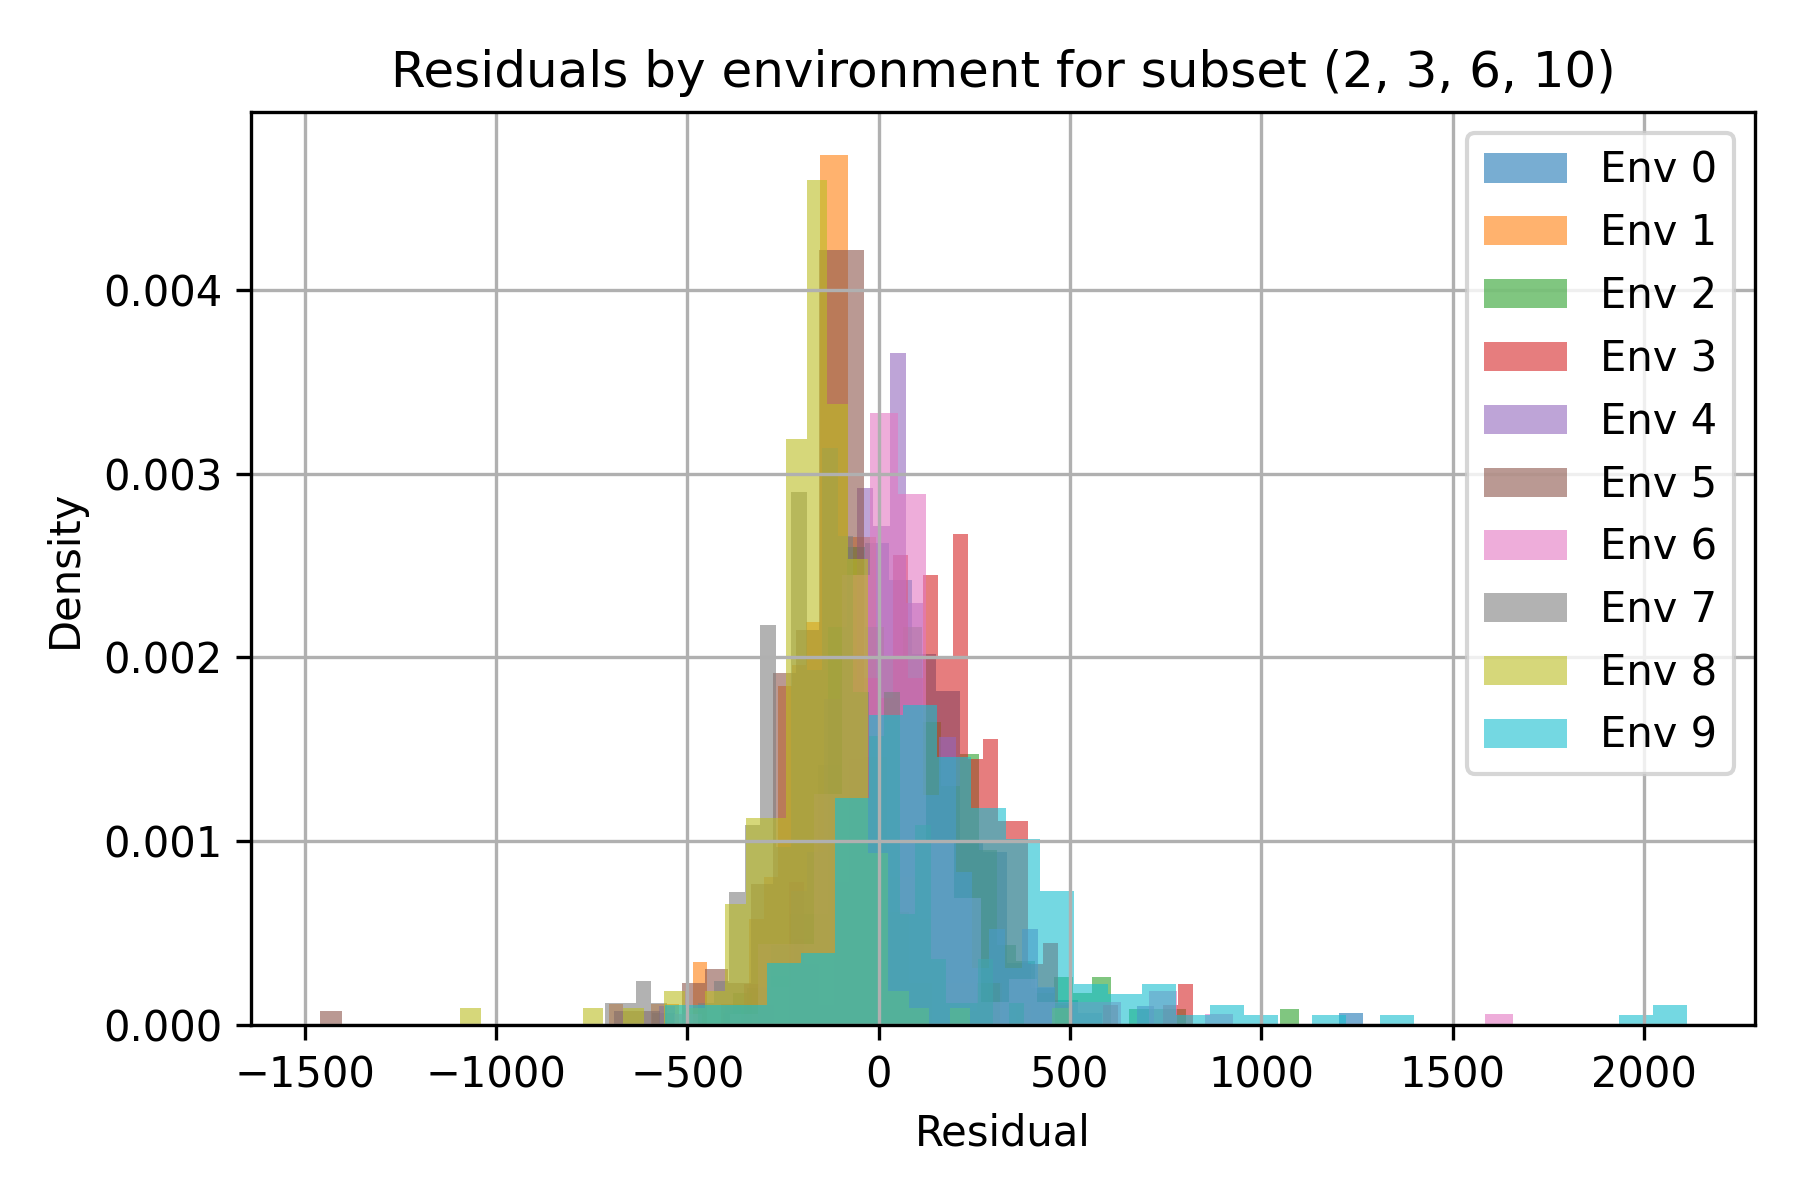 Residuals by environment for subset (2, 3, 6, 10)
Density
0.004
0.003
0.002
0.001
0.000
−1500 −1000 −500 0 500 1000 1500 2000
Residual
Env 0
Env 1
Env 2
Env 3
Env 4
Env 5
Env 6
Env 7
Env 8
Env 9